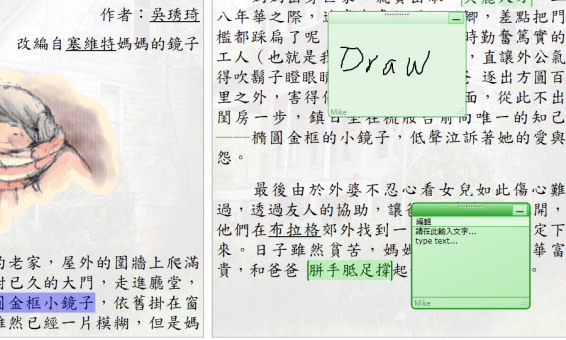 作者：吳琇琦
改編自塞維特媽媽的鏡子
的老家，屋外的圍牆上爬滿
封已久的大門，走進廳堂，
圓金框小鏡子，依舊掛在窗
雖然已經一片模糊，但是媽
八年華之際，
卿，差點把門
檻都踩扁了呢
時勤奮篤實的
工人（也就是我
，直讓外公氣
得吹鬍子瞪眼睛
逐出方圓百
里之外，害得
面，從此不出
閨房一步，鎮日坐在梳妝台前向唯一的知己
──橢圓金框的小鏡子，低聲泣訴著她的愛與
怨。
Draw
Mike
最後由於外婆不忍心看女兒如此傷心難
過，透過友人的協助，讓爸
開，
他們在布拉格郊外找到一
定下
來。日子雖然貧苦，媽媽
華富
貴，和爸爸胼手胝足撐起
。
編輯
請在此輸入文字...
type text...
Mike